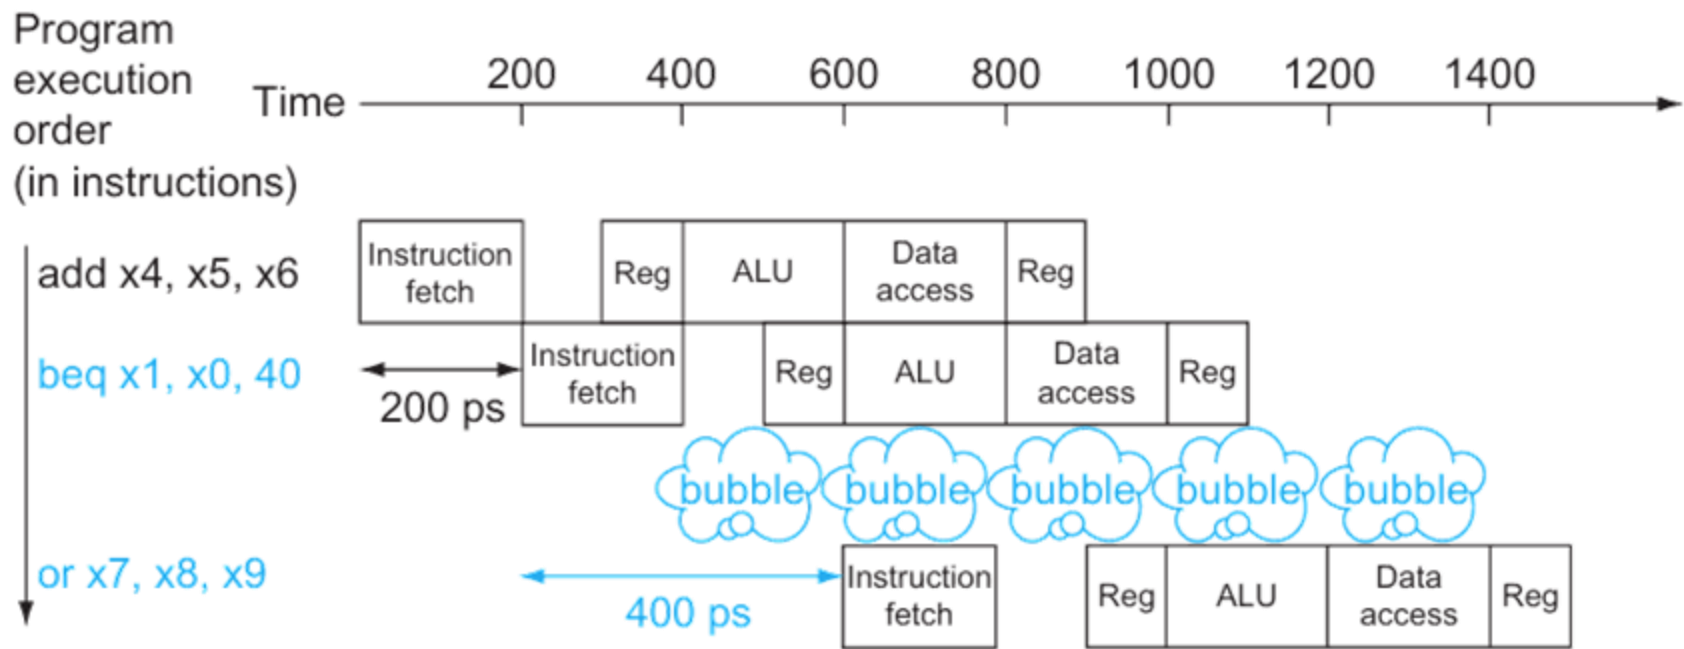 Program
execution
order
(in instructions)
Time
200 400 600 800 1000 1200 1400
add x4, x5, x6
Instruction
fetch
Reg
ALU
Data
access
Reg
beq x1, x0, 40
200 ps
Instruction
fetch
Reg
ALU
Data
access
Reg
bubble bubble bubble bubble bubble
or x7, x8, x9
400 ps
Instruction
fetch
Reg
ALU
Data
access
Reg